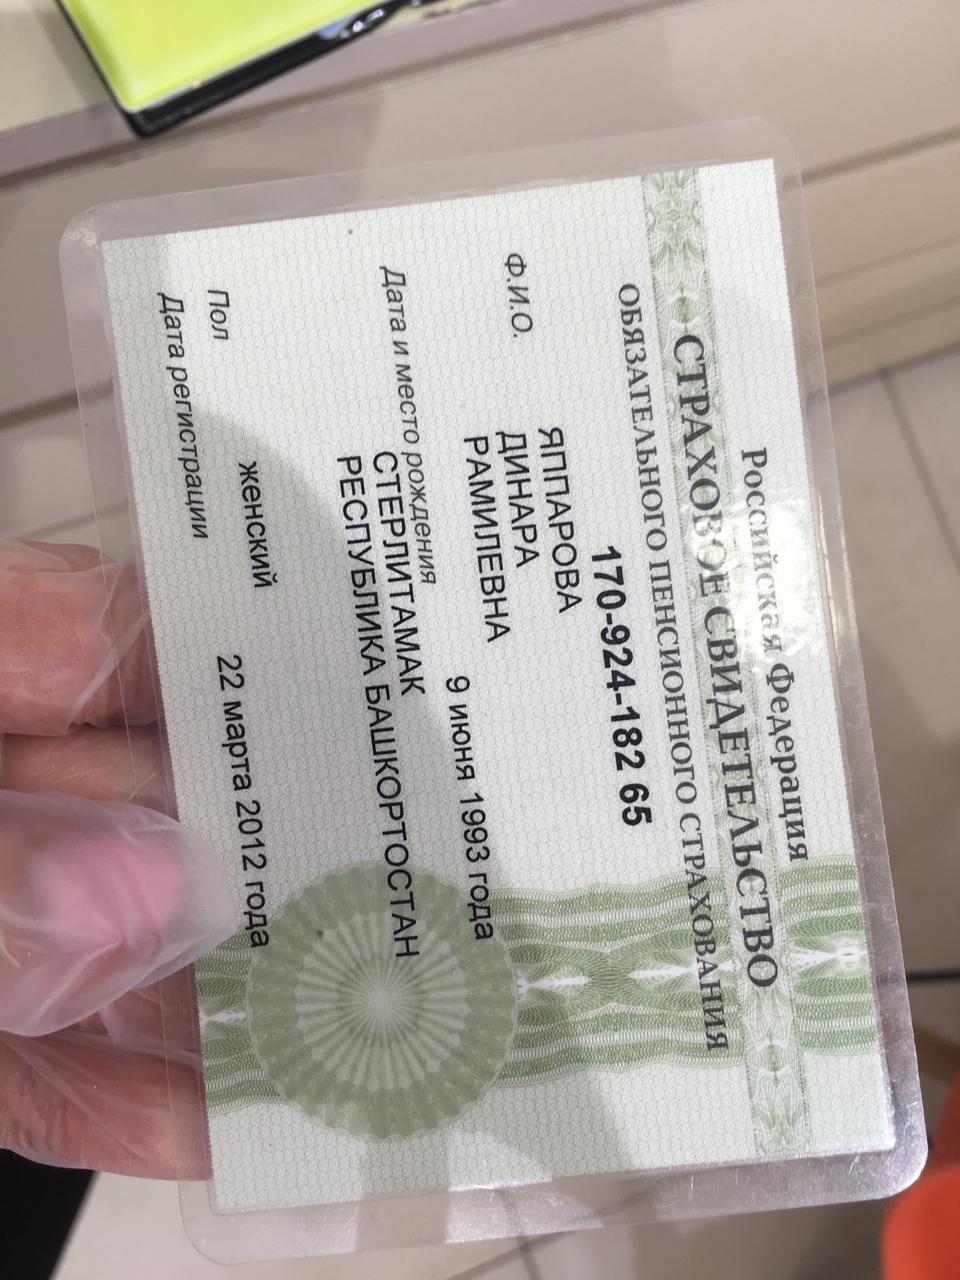 Российская Федерация
СТРАХОВОЕ СВИДЕТЕЛЬСТВО
ОБЯЗАТЕЛЬНОГО ПЕНСИОННОГО СТРАХОВАНИЯ
170-924-182 65
Ф.И.О. ЯППАРОВА
ДИНАРА
РАМИЛЕВНА
Дата и место рождения 9 июня 1993 года
СТЕРЛИТАМАК
РЕСПУБЛИКА БАШКОРТОСТАН
Пол женский
Дата регистрации 22 марта 2012 года